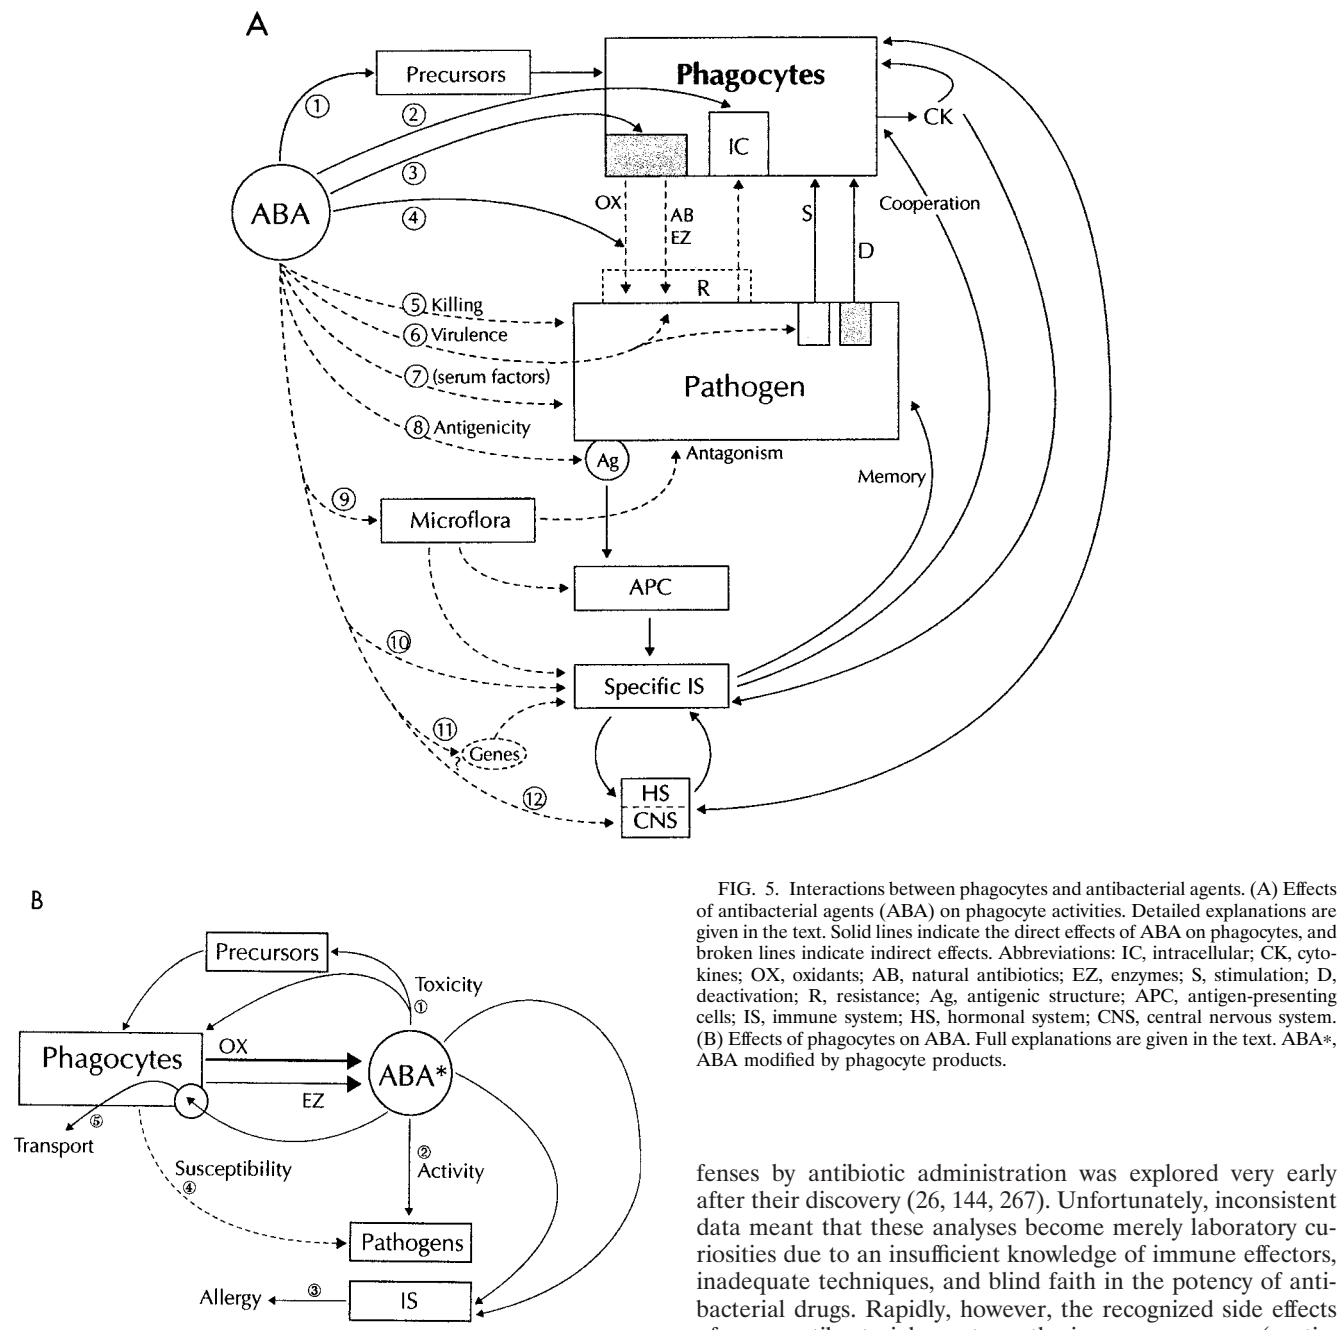 A
Precursors
Phagocytes
①
②
CK
IC
③
ABA
④
OX
AB
EZ
S
Cooperation
D
R
⑤ Killing
⑥ Virulence
⑦ (serum factors)
Pathogen
⑧ Antigenicity
Ag
Antagonism
Memory
⑨
Microflora
APC
⑩
Specific IS
⑪
Genes
?
⑫
HS
CNS
B
Precursors
Toxicity
①
Phagocytes
OX
ABA*
EZ
⑤
Transport
②
Activity
Susceptibility
④
Pathogens
Allergy
③
IS
FIG. 5. Interactions between phagocytes and antibacterial agents. (A) Effects
of antibacterial agents (ABA) on phagocyte activities. Detailed explanations are
given in the text. Solid lines indicate the direct effects of ABA on phagocytes, and
broken lines indicate indirect effects. Abbreviations: IC, intracellular; CK, cyto-
kines; OX, oxidants; AB, natural antibiotics; EZ, enzymes; S, stimulation; D,
deactivation; R, resistance; Ag, antigenic structure; APC, antigen-presenting
cells; IS, immune system; HS, hormonal system; CNS, central nervous system.
(B) Effects of phagocytes on ABA. Full explanations are given in the text. ABA*,
ABA modified by phagocyte products.
fenses by antibiotic administration was explored very early
after their discovery (26, 144, 267). Unfortunately, inconsistent
data meant that these analyses become merely laboratory cu-
riosities due to an insufficient knowledge of immune effectors,
inadequate techniques, and blind faith in the potency of anti-
bacterial drugs. Rapidly, however, the recognized side effects